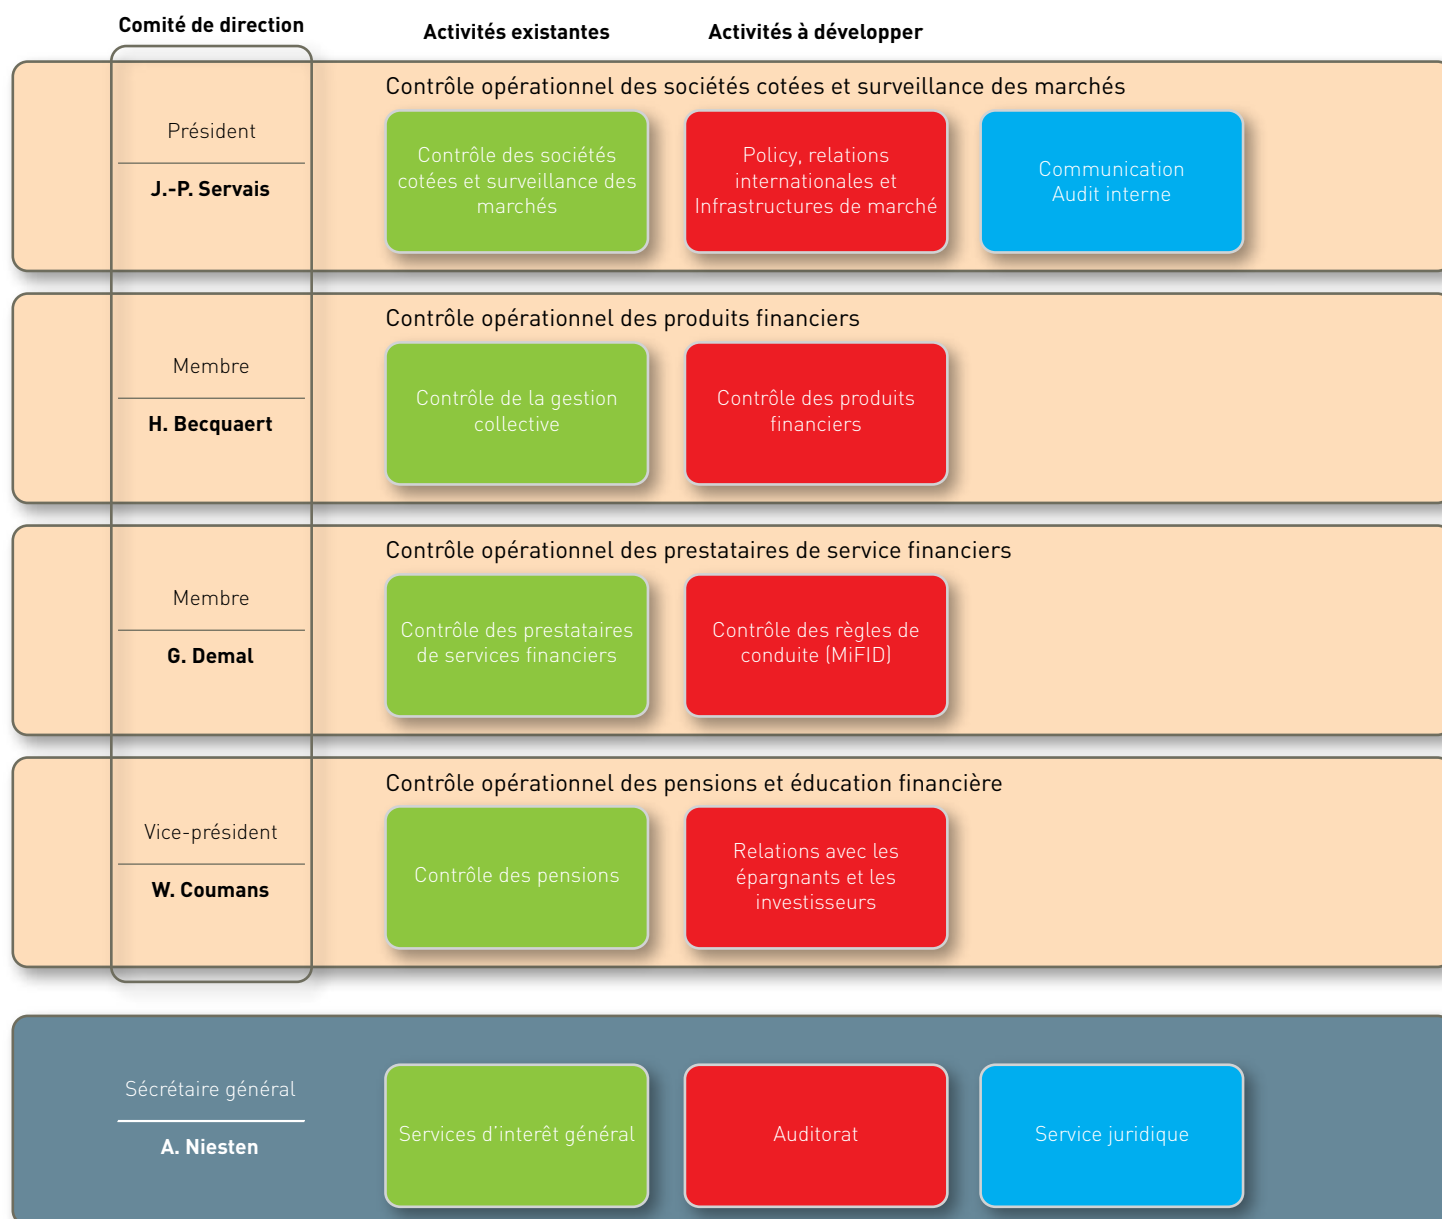 Comité de direction
Activités existantes
Activités à développer
Contrôle opérationnel des sociétés cotées et surveillance des marchés
Président
J.-P. Servais
Contrôle des sociétés
cotées et surveillance des
marchés
Policy, relations
internationales et
Infrastructures de marché
Communication
Audit interne
Contrôle opérationnel des produits financiers
Membre
H. Becquaert
Contrôle de la gestion
collective
Contrôle des produits
financiers
Contrôle opérationnel des prestataires de service financiers
Membre
G. Demal
Contrôle des prestataires
de services financiers
Contrôle des règles de
conduite (MiFID)
Contrôle opérationnel des pensions et éducation financière
Vice-président
W. Coumans
Contrôle des pensions
Relations avec les
épargnants et les
investisseurs
Sécrétaire général
A. Niesten
Services d'interêt général
Auditorat
Service juridique